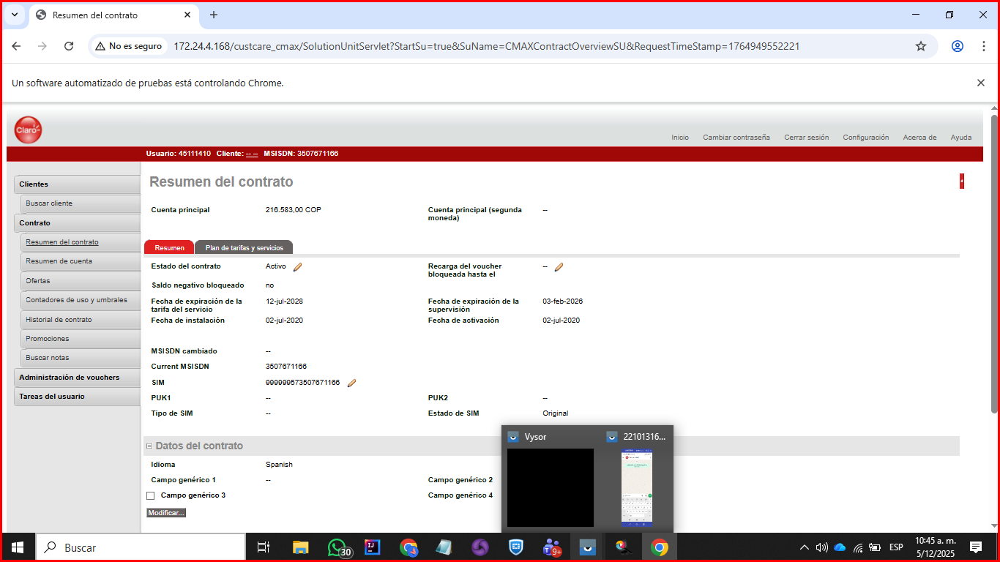 Resumen del contrato
No es seguro
172.24.4.168/custcare_cmax/SolutionUnitServlet?StartSu=true&SuName=CMAXContractOverviewSU&RequestTimeStamp=1764949552221
Un software automatizado de pruebas está controlando Chrome.
Claro
Inicio Cambiar contraseña Cerrar sesión Configuración Acerca de Ayuda
Usuario: 45111410 Cliente: -- -- MSISDN: 3507671166
Clientes
Buscar cliente
Contrato
Resumen del contrato
Resumen de cuenta
Ofertas
Contadores de uso y umbrales
Historial de contrato
Promociones
Buscar notas
Administración de vouchers
Tareas del usuario
Resumen del contrato
Cuenta principal 216.583,00 COP Cuenta principal (segunda --
moneda)
Resumen Plan de tarifas y servicios
Estado del contrato Activo Recarga del voucher --
bloqueada hasta el
Saldo negativo bloqueado no
Fecha de expiración de la 12-jul-2028 Fecha de expiración de la 03-feb-2026
tarifa del servicio supervisión
Fecha de instalación 02-jul-2020 Fecha de activación 02-jul-2020
MSISDN cambiado --
Current MSISDN 3507671166
SIM 999999573507671166
PUK1 -- PUK2 --
Tipo de SIM -- Estado de SIM Original
Datos del contrato
Idioma Spanish
Campo genérico 1 -- Campo genérico 2
Campo genérico 3 Campo genérico 4
Modificar...
Vysor 22101316...
Buscar
30
9+
ESP
10:45 a. m.
5/12/2025